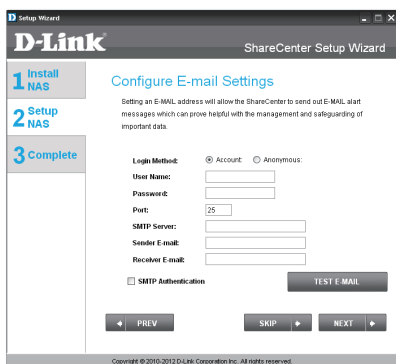 D Setup Wizard
D-Link
ShareCenter Setup Wizard
1 Install NAS
2 Setup NAS
3 Complete
Configure E-mail Settings
Setting an E-MAIL address will allow the ShareCenter to send out E-MAIL alart
messages which can prove helpful with the management and safeguarding of
important data.
Login Method: Account: Anonymous:
User Name:
Password:
Port: 25
SMTP Server:
Sender E-mail:
Receiver E-mail:
SMTP Authentication TEST E-MAIL
PREV SKIP NEXT
Copyright © 2010-2012 D-Link Corporation Inc. All rights reserved.